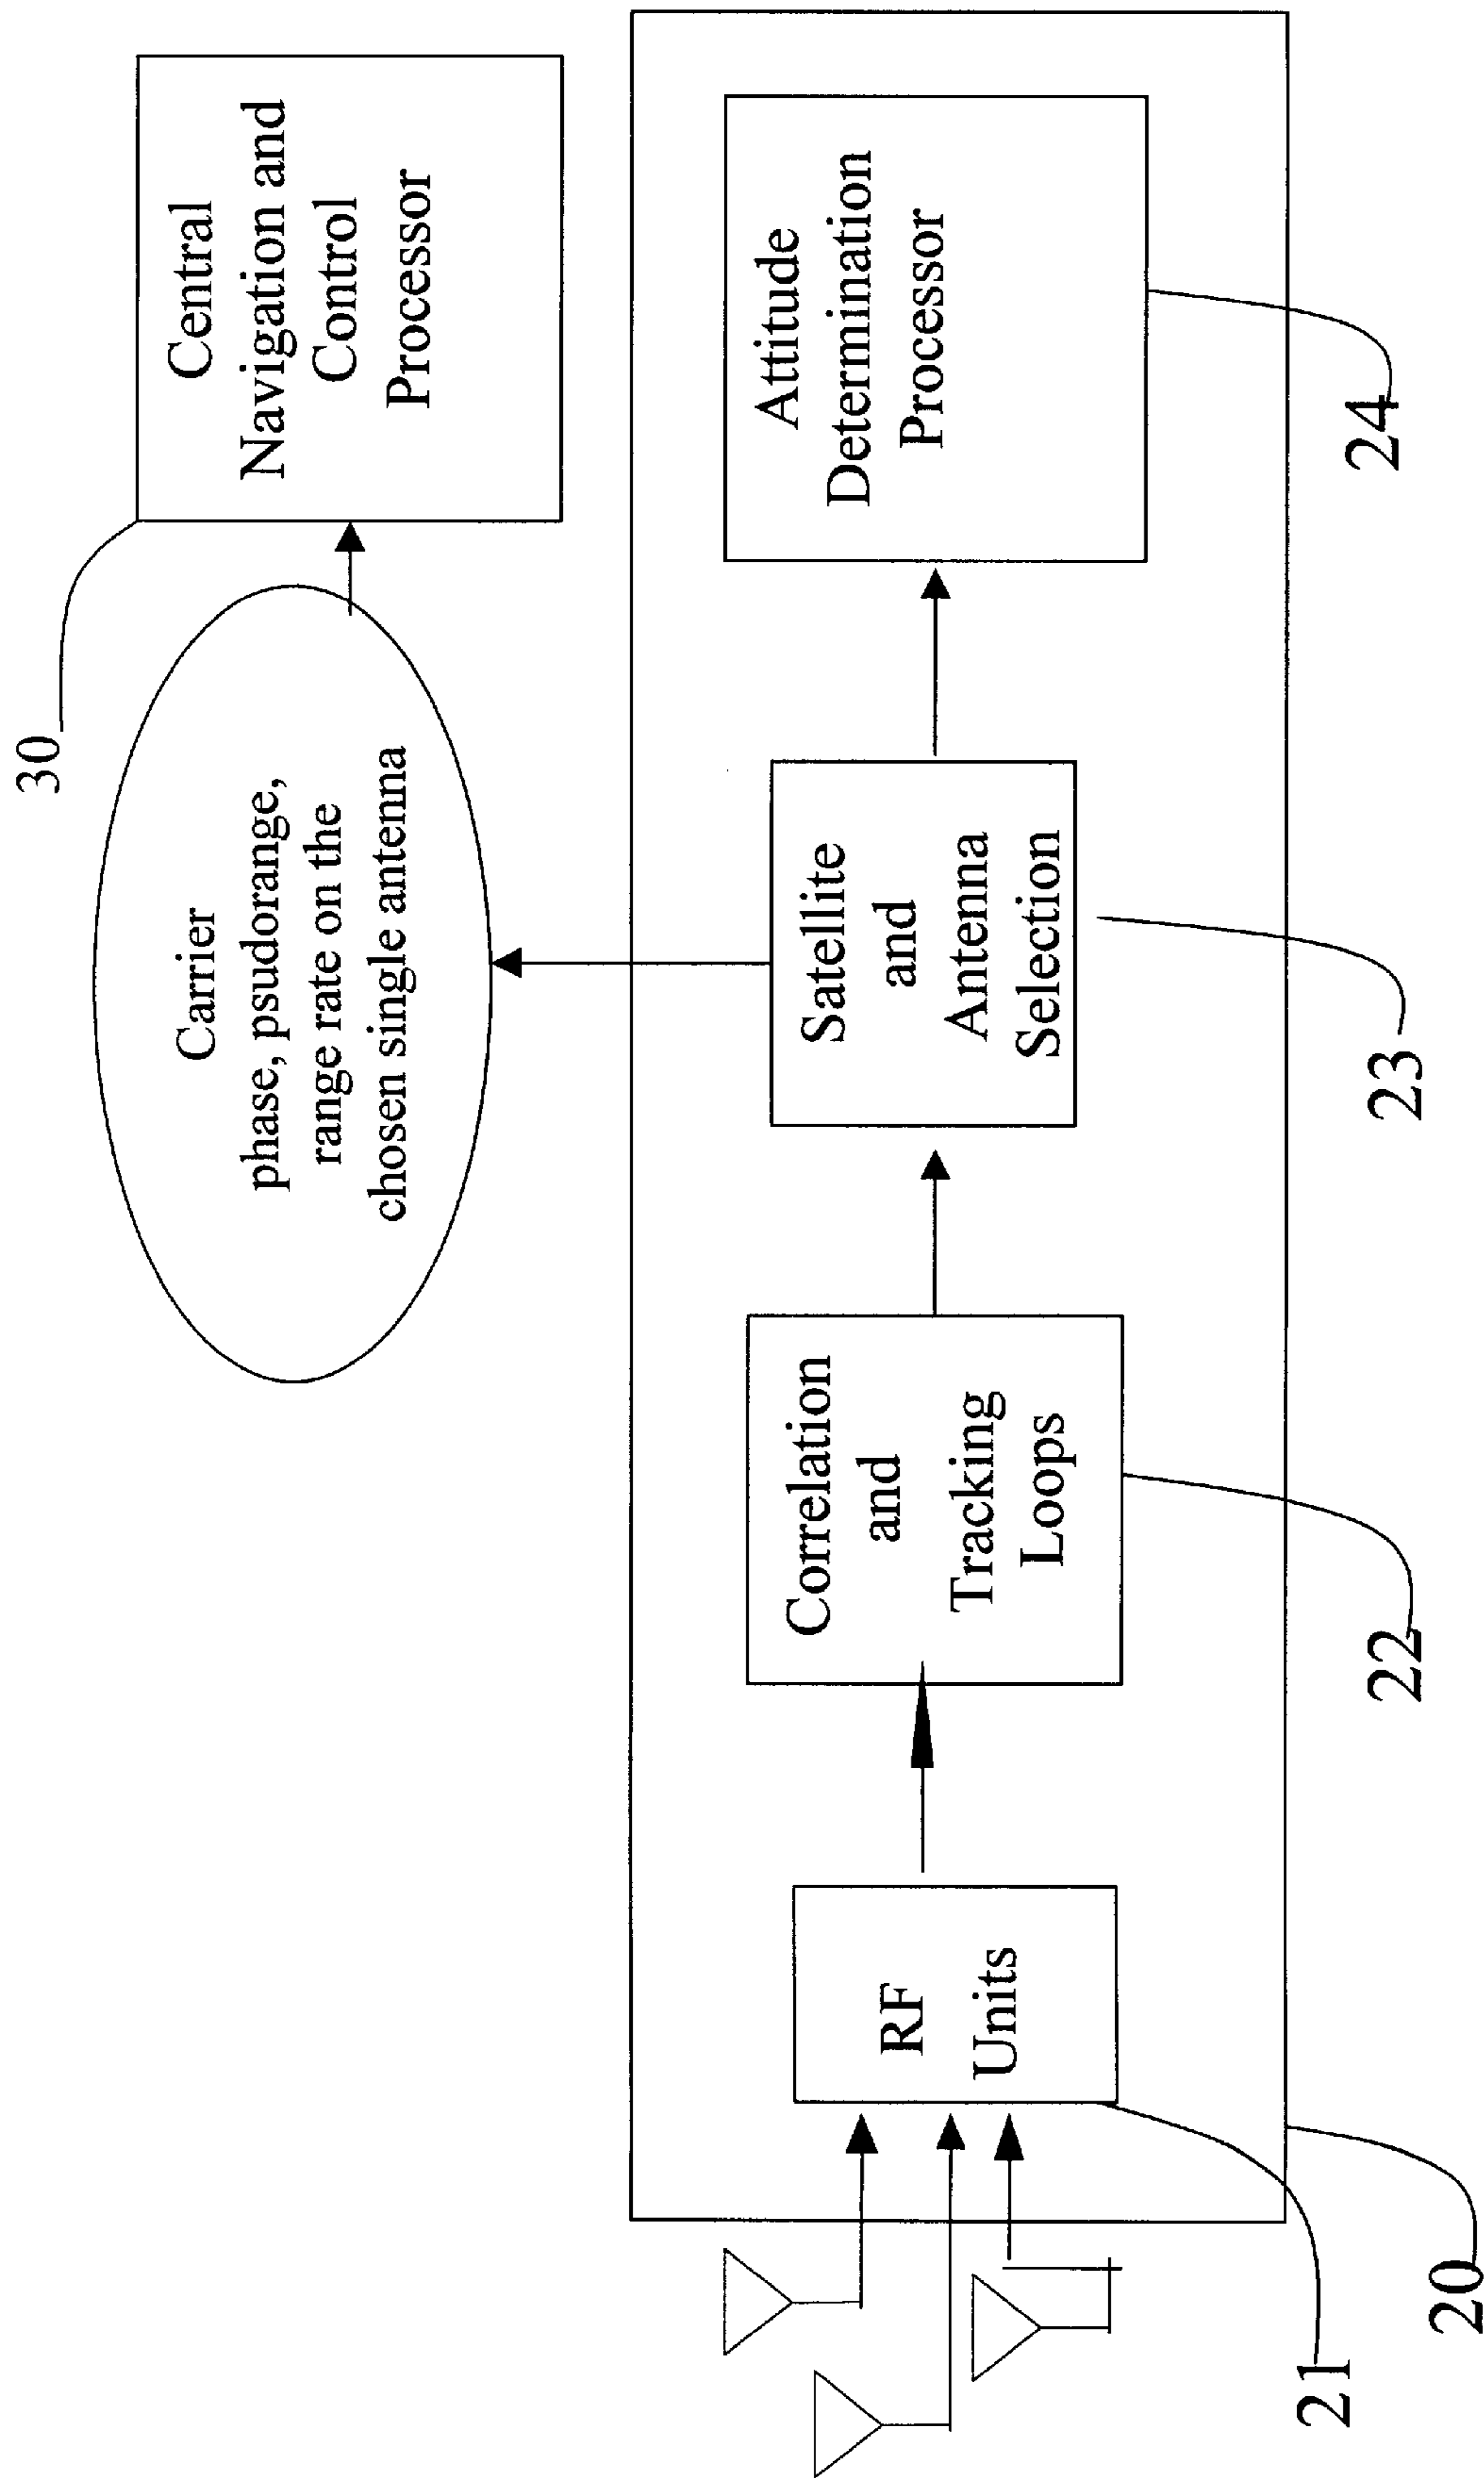 30
Central
Navigation and
Control
Processor
Carrier
phase, psudorange,
range rate on the
chosen single antenna
RF
Units
Correlation
and
Tracking
Loops
Satellite
and
Antenna
Selection
Attitude
Determination
Processor
21
20
22
23
24